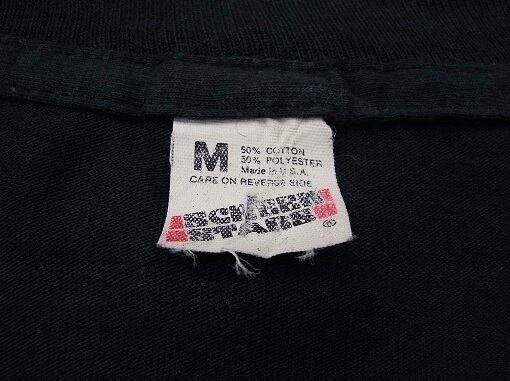 M
50% COTTON
50% POLYESTER
Made in U.S.A.
CARE ON REVERSE SIDE
SCREEN
STARS
®